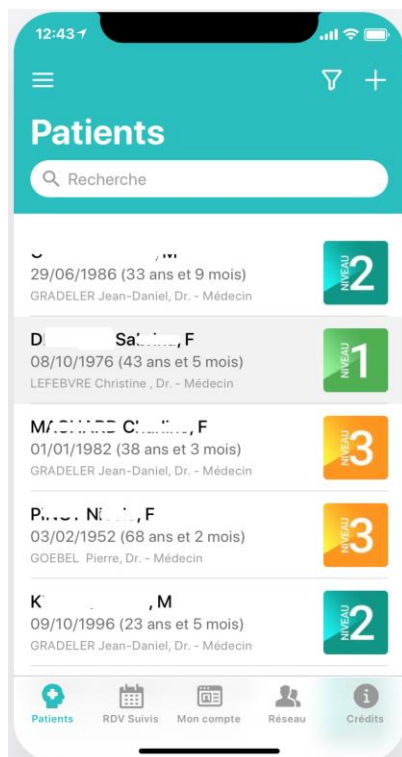 12:43
Patients
Recherche
, M
29/06/1986 (33 ans et 9 mois)
GRADELER Jean-Daniel, Dr. - Médecin
NIVEAU 2
, F
08/10/1976 (43 ans et 5 mois)
LEFEBVRE Christine , Dr. - Médecin
NIVEAU 1
, F
01/01/1982 (38 ans et 3 mois)
GRADELER Jean-Daniel, Dr. - Médecin
NIVEAU 3
, F
03/02/1952 (68 ans et 2 mois)
GOEBEL Pierre, Dr. - Médecin
NIVEAU 3
K , M
09/10/1996 (23 ans et 5 mois)
GRADELER Jean-Daniel, Dr. - Médecin
NIVEAU 2
Patients RDV Suivis Mon compte Réseau Crédits